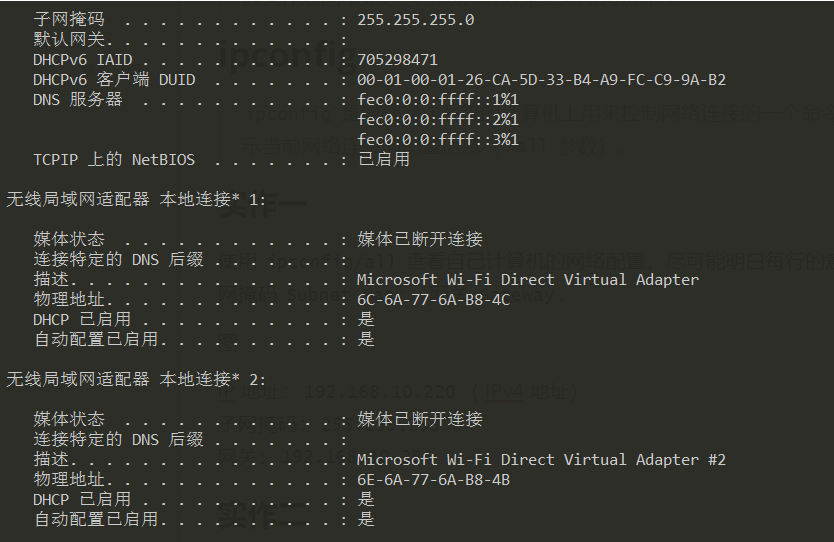 子网掩码 . . . . . . . . . . . . : 255.255.255.0
默认网关. . . . . . . . . . . . . :
DHCPv6 IAID . . . . . . . . . . . : 705298471
DHCPv6 客户端 DUID . . . . . . . : 00-01-00-01-26-CA-5D-33-B4-A9-FC-C9-9A-B2
DNS 服务器 . . . . . . . . . . . : fec0:0:0:ffff::1%1
fec0:0:0:ffff::2%1
fec0:0:0:ffff::3%1
TCPIP 上的 NetBIOS . . . . . . . : 已启用
无线局域网适配器 本地连接* 1:
媒体状态 . . . . . . . . . . . . : 媒体已断开连接
连接特定的 DNS 后缀 . . . . . . . :
描述. . . . . . . . . . . . . . . : Microsoft Wi-Fi Direct Virtual Adapter
物理地址. . . . . . . . . . . . . : 6C-6A-77-6A-B8-4C
DHCP 已启用 . . . . . . . . . . . : 是
自动配置已启用. . . . . . . . . . : 是
无线局域网适配器 本地连接* 2:
媒体状态 . . . . . . . . . . . . : 媒体已断开连接
连接特定的 DNS 后缀 . . . . . . . :
描述. . . . . . . . . . . . . . . : Microsoft Wi-Fi Direct Virtual Adapter #2
物理地址. . . . . . . . . . . . . : 6E-6A-77-6A-B8-4B
DHCP 已启用 . . . . . . . . . . . : 是
自动配置已启用. . . . . . . . . . : 是